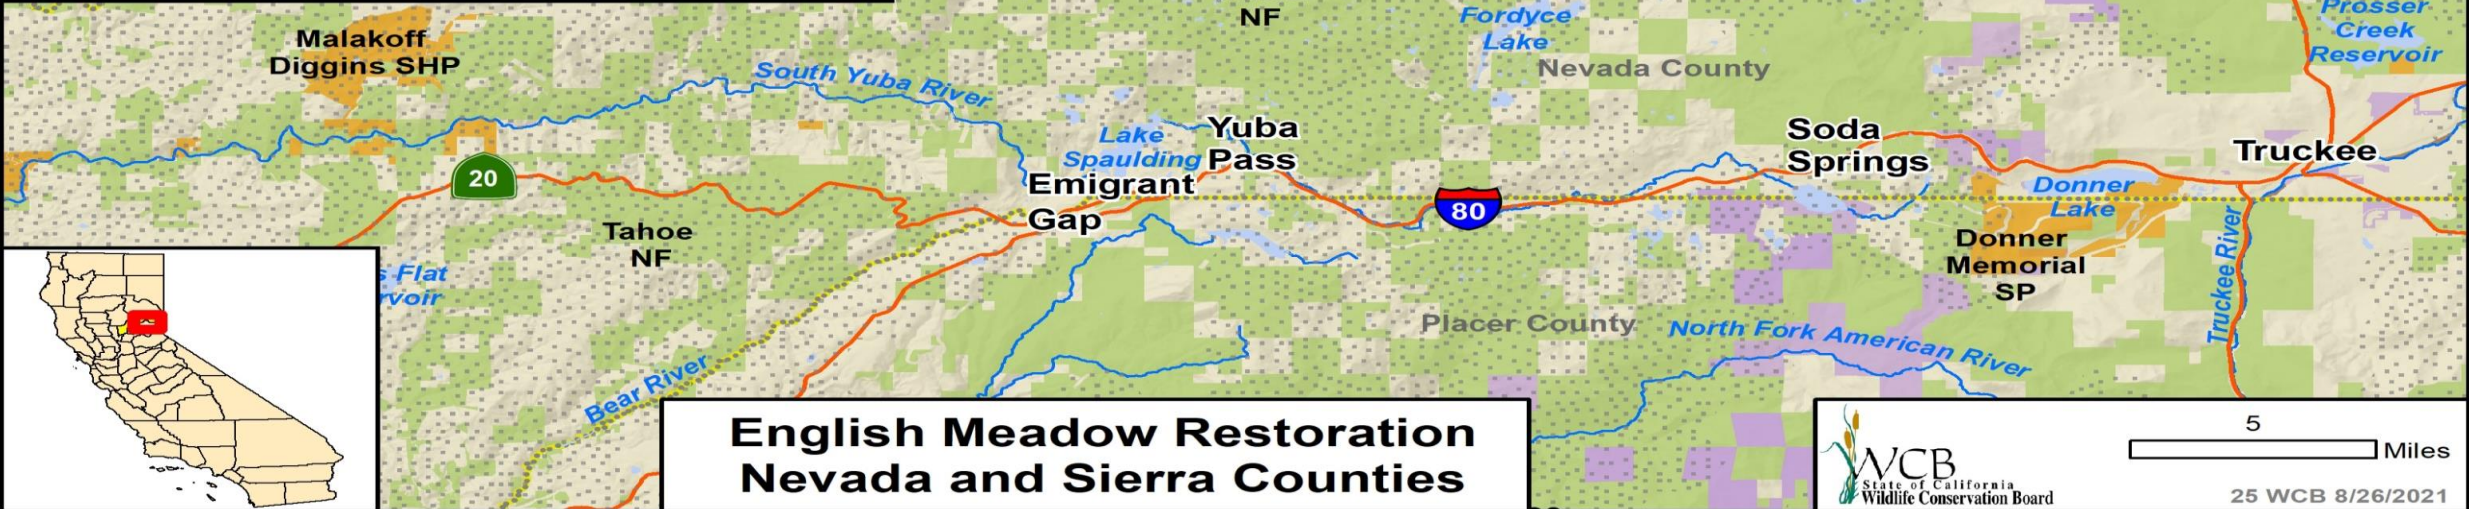 Malakoff
Diggins SHP
South Yuba River
NF
Fordyce
Lake
Nevada County
Prosser
Creek
Reservoir
Lake
Spaulding
Yuba
Pass
Soda
Springs
Truckee
20
Emigrant
Gap
80
Donner
Lake
Tahoe
NF
Donner
Memorial
SP
Truckee River
s Flat
rvoir
Placer County
North Fork American River
Bear River
English Meadow Restoration
Nevada and Sierra Counties
WCB
State of California
Wildlife Conservation Board
5
Miles
25 WCB 8/26/2021